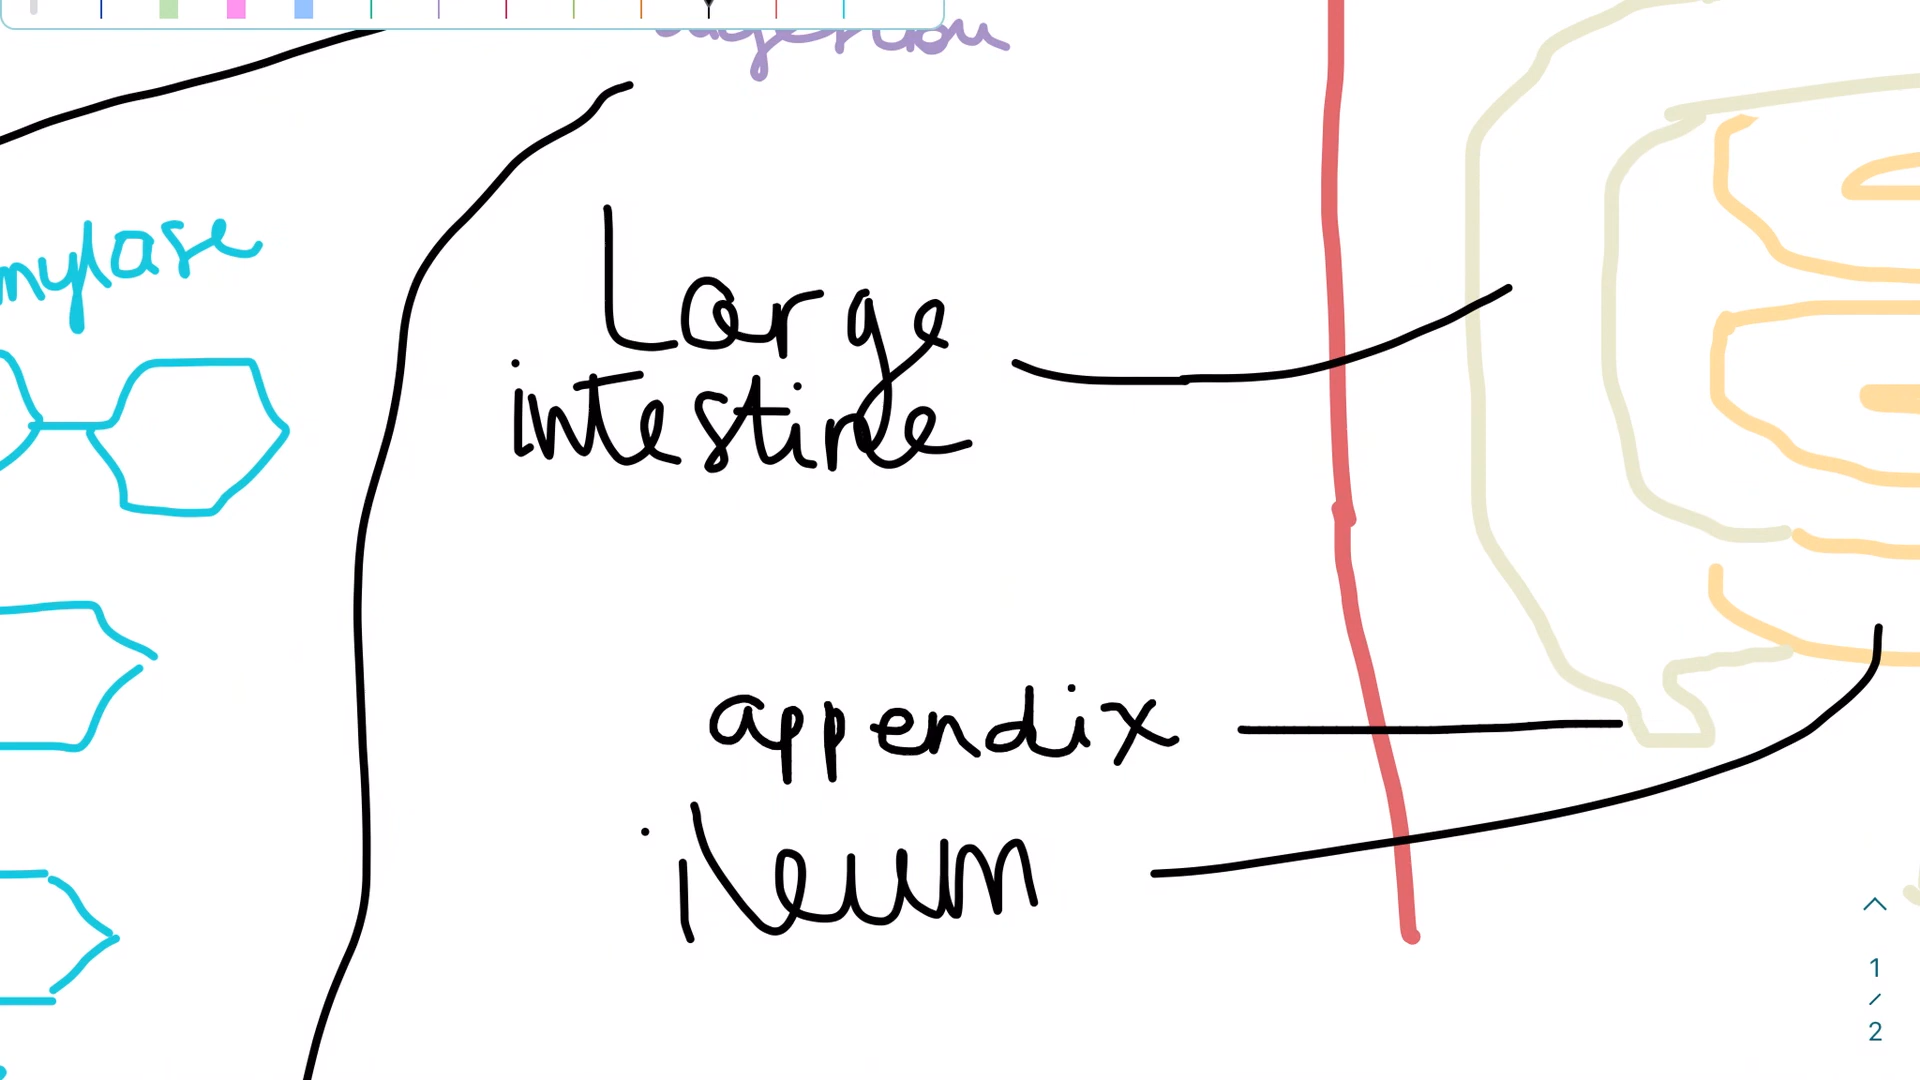 mylase
Large
intestine
appendix
ileum
1
/
2